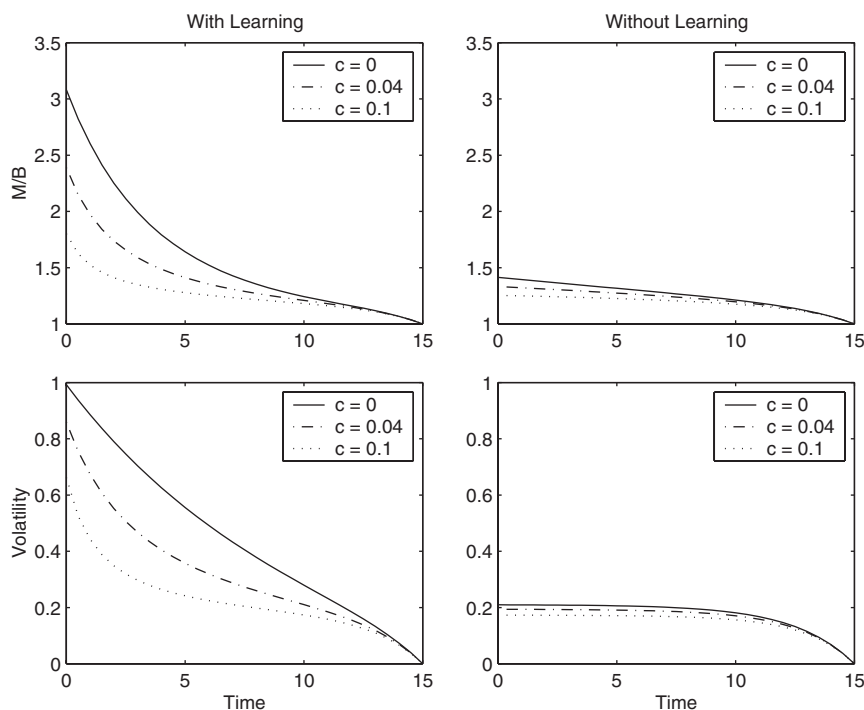 With Learning
3.5
3
2.5
2
1.5
1
M/B
0
5
10
15
c = 0
c = 0.04
c = 0.1
Without Learning
3.5
3
2.5
2
1.5
1
0
5
10
15
c = 0
c = 0.04
c = 0.1
1
0.8
0.6
0.4
0.2
0
Volatility
0
5
10
15
Time
c = 0
c = 0.04
c = 0.1
1
0.8
0.6
0.4
0.2
0
0
5
10
15
Time
c = 0
c = 0.04
c = 0.1